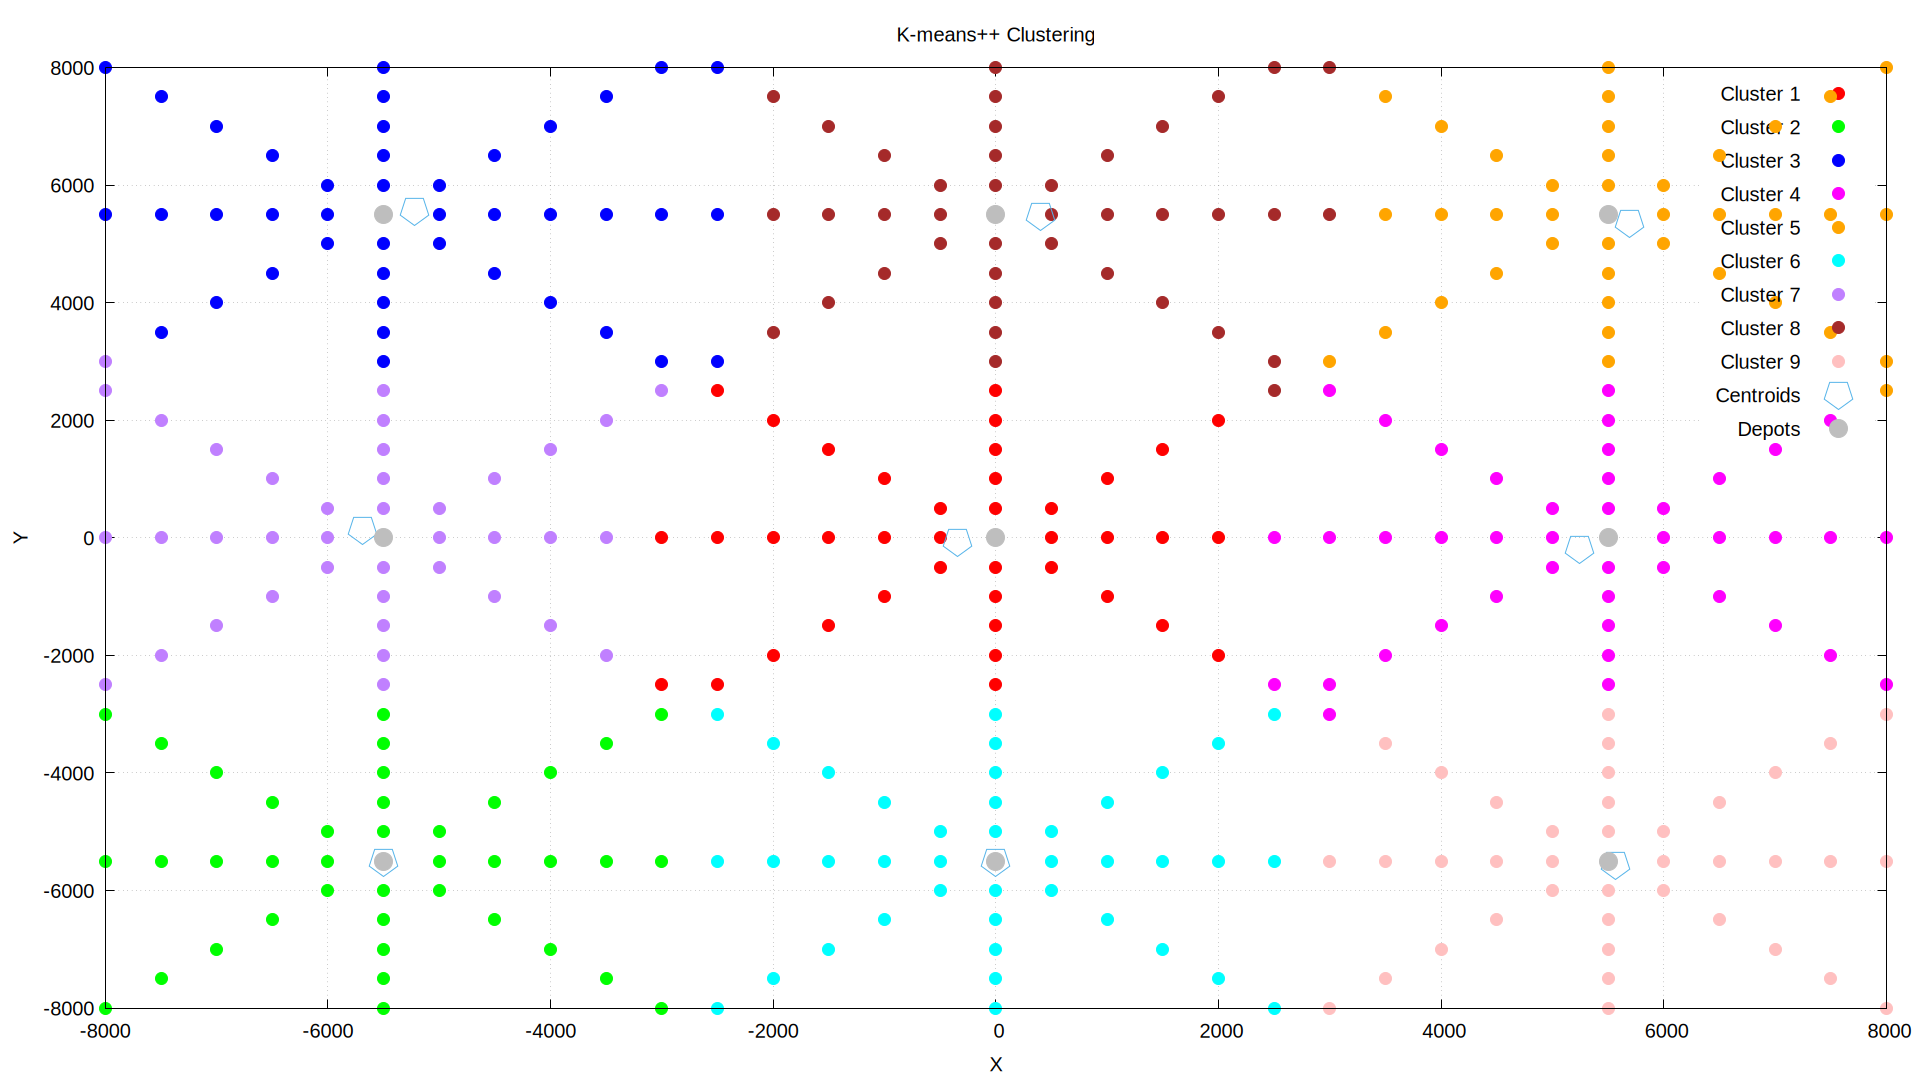 K-means++ Clustering
8000
6000
4000
2000
0
-2000
-4000
-6000
-8000
Y
Cluster 1
Cluster 2
Cluster 3
Cluster 4
Cluster 5
Cluster 6
Cluster 7
Cluster 8
Cluster 9
Centroids
Depots
-8000 -6000 -4000 -2000 0 2000 4000 6000 8000
X